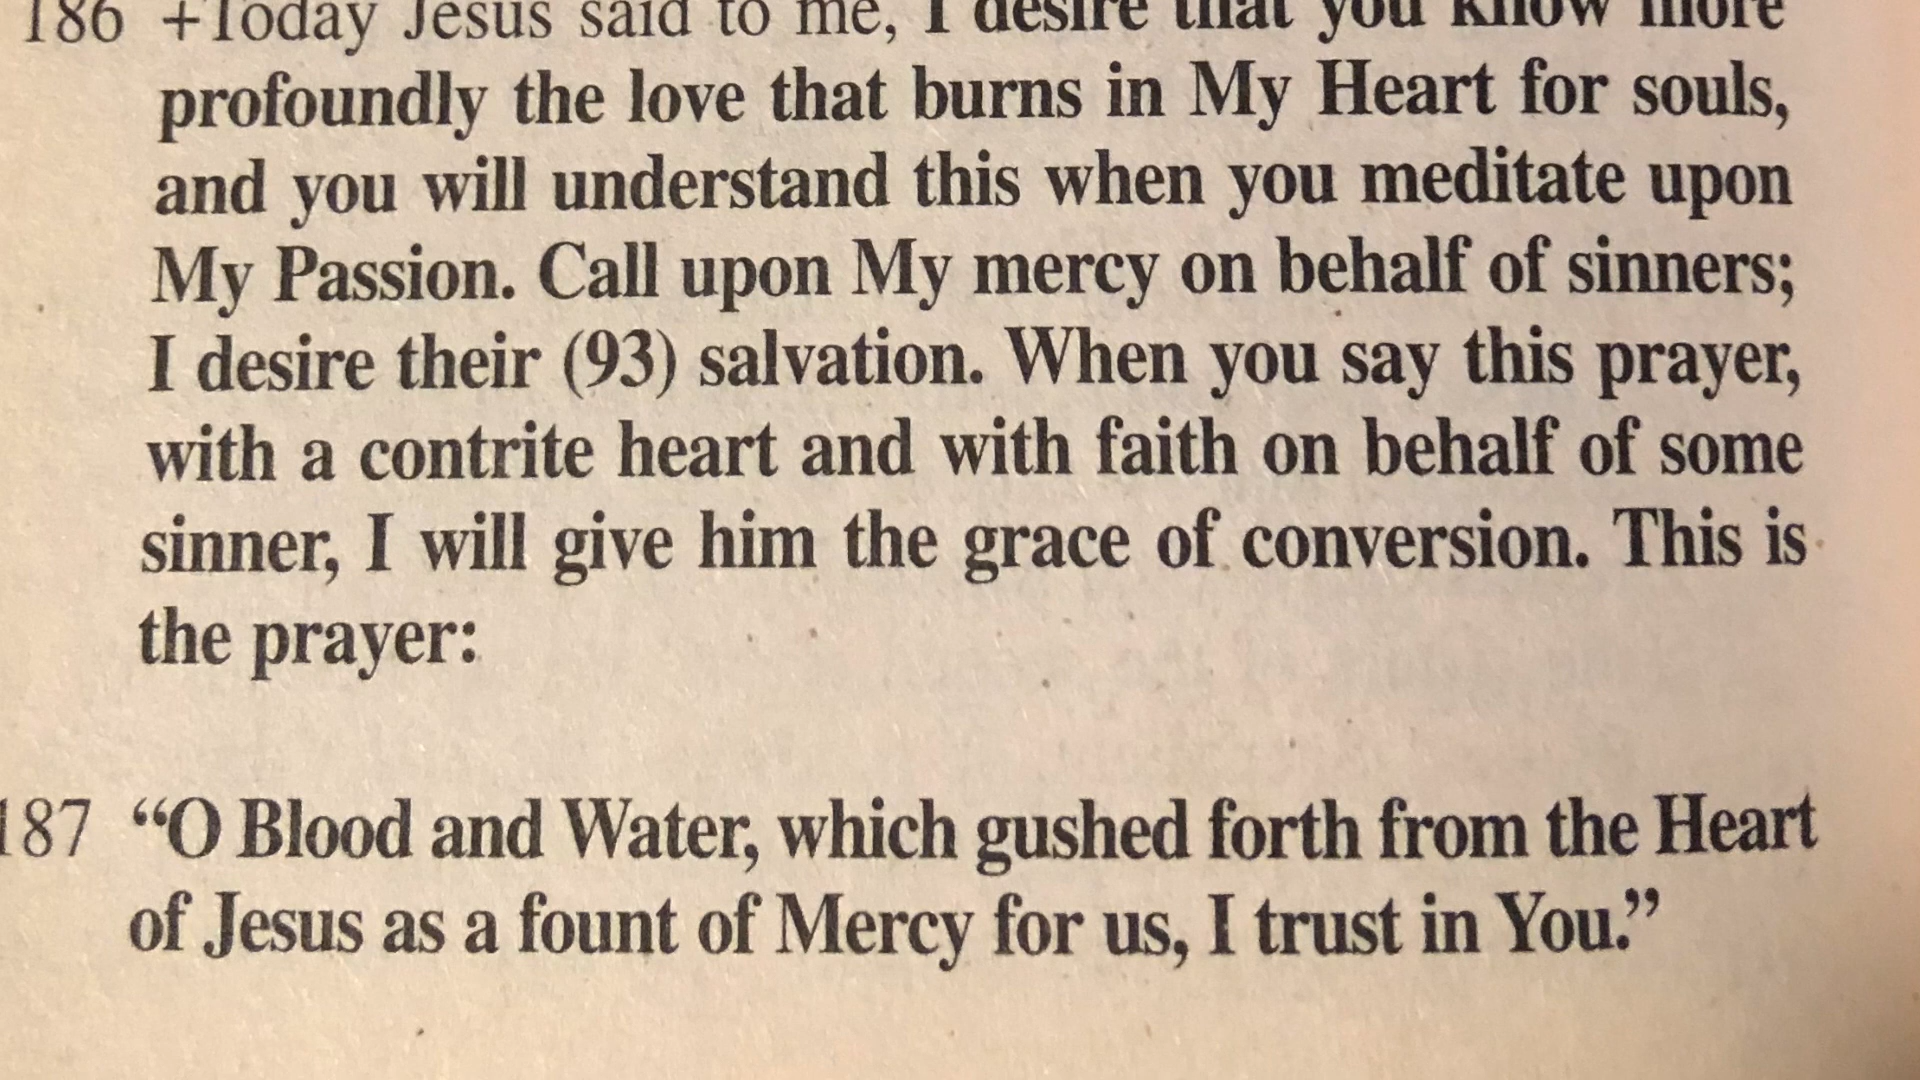 186 +Today Jesus said to me, I desire that you know more
profoundly the love that burns in My Heart for souls,
and you will understand this when you meditate upon
My Passion. Call upon My mercy on behalf of sinners;
I desire their (93) salvation. When you say this prayer,
with a contrite heart and with faith on behalf of some
sinner, I will give him the grace of conversion. This is
the prayer:
187 “O Blood and Water, which gushed forth from the Heart
of Jesus as a fount of Mercy for us, I trust in You.”